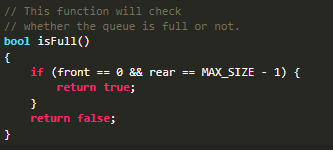 // This function will check
// whether the queue is full or not.
bool isFull()
{
    if (front == 0 && rear == MAX_SIZE - 1) {
        return true;
    }
    return false;
}